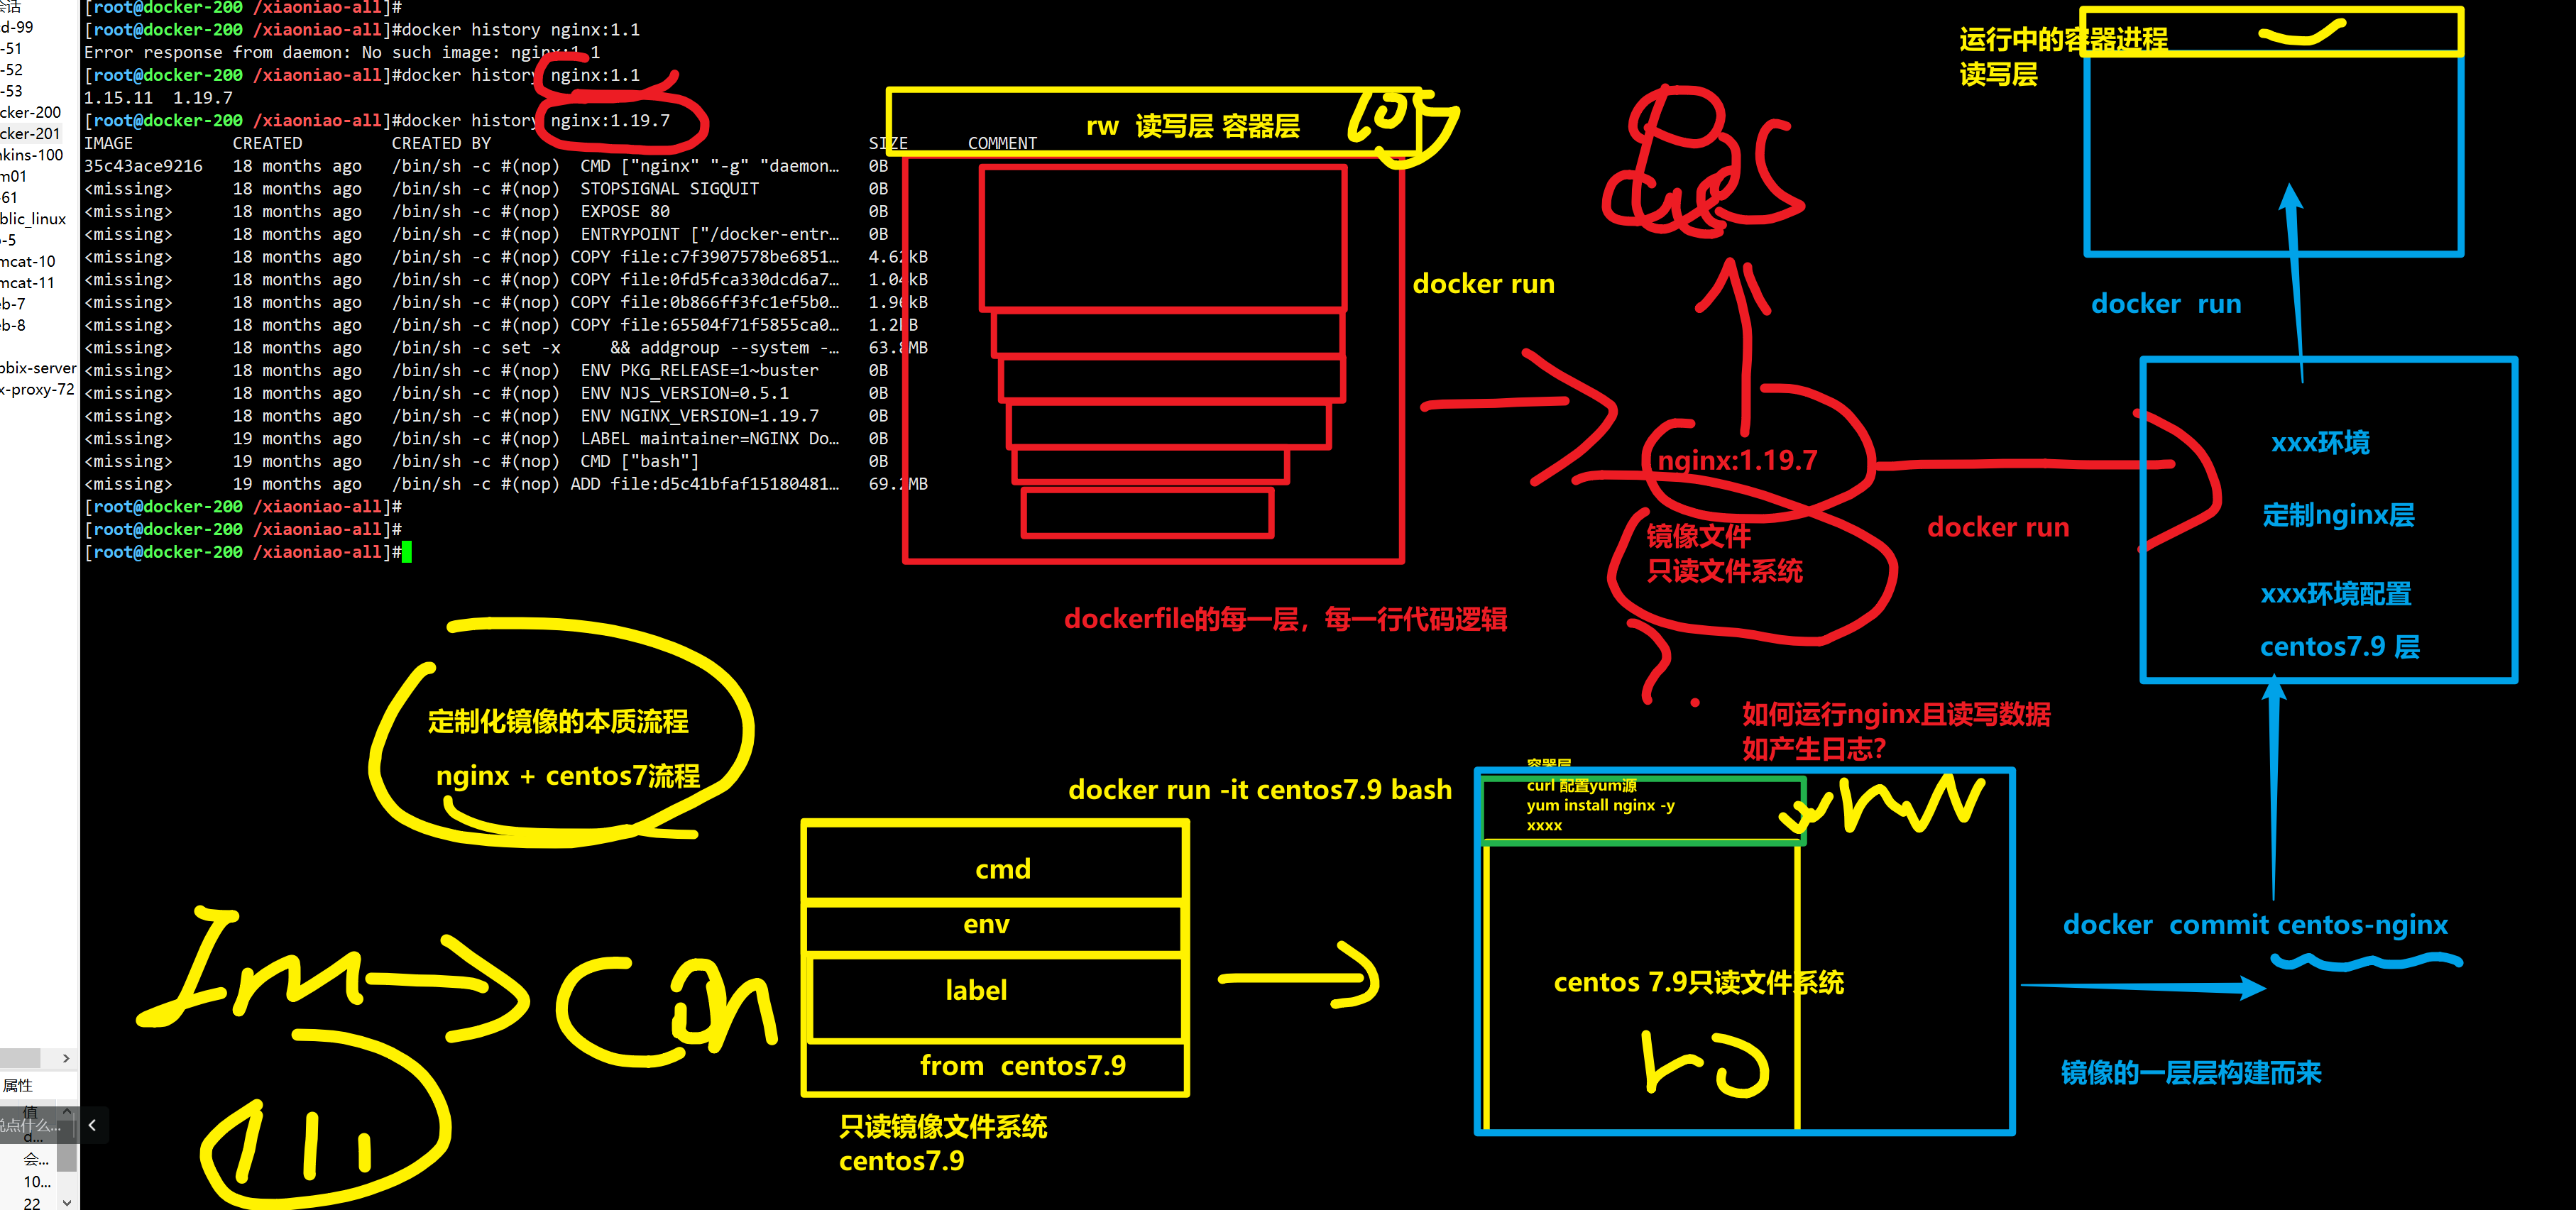 会话
d-99
-51
-52
-53
cker-200
cker-201
nkins-100
m01
-61
blic_linux
-5
mcat-10
mcat-11
b-7
b-8
bbix-server
x-proxy-72
属性
值
说点什么...
d...
会...
10...
22
[root@docker-200 /xiaoniao-all]#
[root@docker-200 /xiaoniao-all]#docker history nginx:1.1
Error response from daemon: No such image: nginx:1.1
[root@docker-200 /xiaoniao-all]#docker history nginx:1.1
1.15.11  1.19.7
[root@docker-200 /xiaoniao-all]#docker history nginx:1.19.7
IMAGE CREATED CREATED BY SIZE COMMENT
35c43ace9216 18 months ago /bin/sh -c #(nop)  CMD ["nginx" "-g" "daemon… 0B
<missing> 18 months ago /bin/sh -c #(nop)  STOPSIGNAL SIGQUIT 0B
<missing> 18 months ago /bin/sh -c #(nop)  EXPOSE 80 0B
<missing> 18 months ago /bin/sh -c #(nop)  ENTRYPOINT ["/docker-entr… 0B
<missing> 18 months ago /bin/sh -c #(nop) COPY file:c7f3907578be6851… 4.62kB
<missing> 18 months ago /bin/sh -c #(nop) COPY file:0fd5fca330dcd6a7… 1.04kB
<missing> 18 months ago /bin/sh -c #(nop) COPY file:0b866ff3fc1ef5b0… 1.96kB
<missing> 18 months ago /bin/sh -c #(nop) COPY file:65504f71f5855ca0… 1.2kB
<missing> 18 months ago /bin/sh -c set -x     && addgroup --system -… 63.8MB
<missing> 18 months ago /bin/sh -c #(nop)  ENV PKG_RELEASE=1~buster 0B
<missing> 18 months ago /bin/sh -c #(nop)  ENV NJS_VERSION=0.5.1 0B
<missing> 18 months ago /bin/sh -c #(nop)  ENV NGINX_VERSION=1.19.7 0B
<missing> 19 months ago /bin/sh -c #(nop)  LABEL maintainer=NGINX Do… 0B
<missing> 19 months ago /bin/sh -c #(nop)  CMD ["bash"] 0B
<missing> 19 months ago /bin/sh -c #(nop) ADD file:d5c41bfaf15180481… 69.2MB
[root@docker-200 /xiaoniao-all]#
[root@docker-200 /xiaoniao-all]#
[root@docker-200 /xiaoniao-all]#
rw 读写层 容器层
docker run
dockerfile的每一层，每一行代码逻辑
nginx:1.19.7
镜像文件
只读文件系统
?
如何运行nginx且读写数据
如产生日志?
docker run
运行中的容器进程
读写层
docker run
xxx环境
定制nginx层
xxx环境配置
centos7.9 层
定制化镜像的本质流程
nginx + centos7流程
Im
con
cmd
env
label
from centos7.9
只读镜像文件系统
centos7.9
docker run -it centos7.9 bash
容器层
curl 配置yum源
yum install nginx -y
xxxx
centos 7.9只读文件系统
ro
docker commit centos-nginx
镜像的一层层构建而来